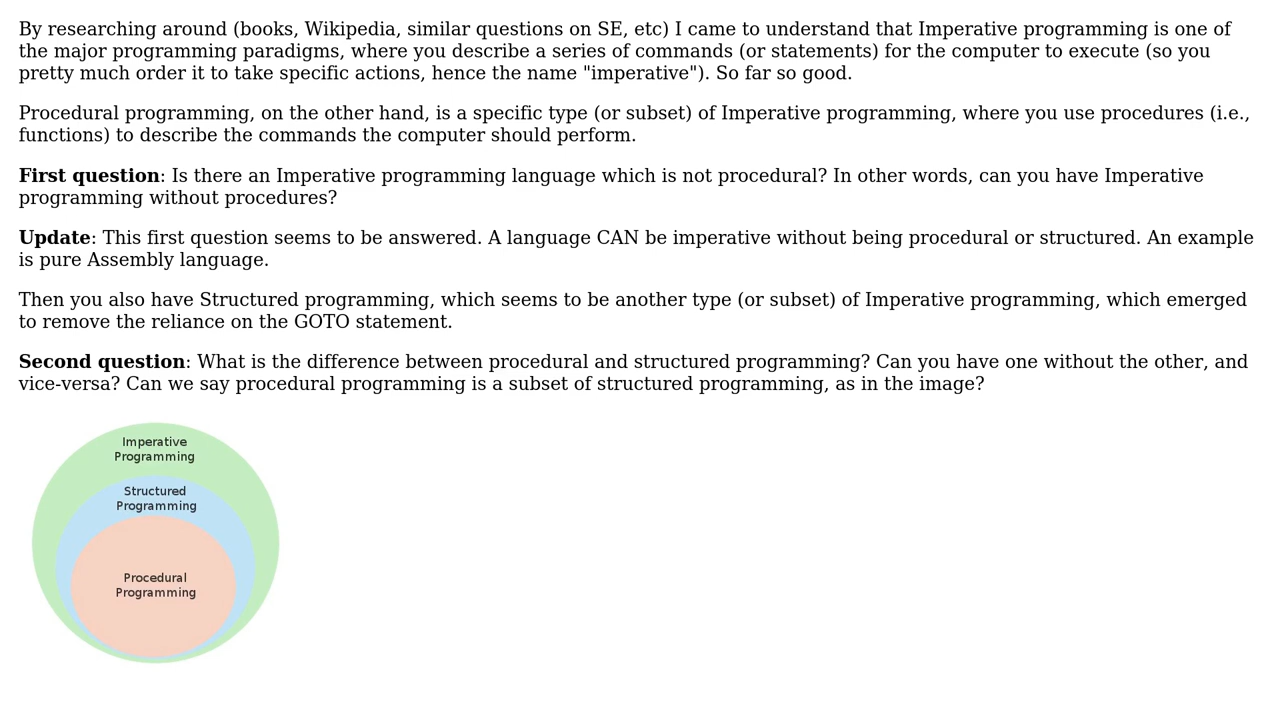 By researching around (books, Wikipedia, similar questions on SE, etc) I came to understand that Imperative programming is one of
the major programming paradigms, where you describe a series of commands (or statements) for the computer to execute (so you
pretty much order it to take specific actions, hence the name "imperative"). So far so good.
Procedural programming, on the other hand, is a specific type (or subset) of Imperative programming, where you use procedures (i.e.,
functions) to describe the commands the computer should perform.
First question: Is there an Imperative programming language which is not procedural? In other words, can you have Imperative
programming without procedures?
Update: This first question seems to be answered. A language CAN be imperative without being procedural or structured. An example
is pure Assembly language.
Then you also have Structured programming, which seems to be another type (or subset) of Imperative programming, which emerged
to remove the reliance on the GOTO statement.
Second question: What is the difference between procedural and structured programming? Can you have one without the other, and
vice-versa? Can we say procedural programming is a subset of structured programming, as in the image?
Imperative
Programming
Structured
Programming
Procedural
Programming